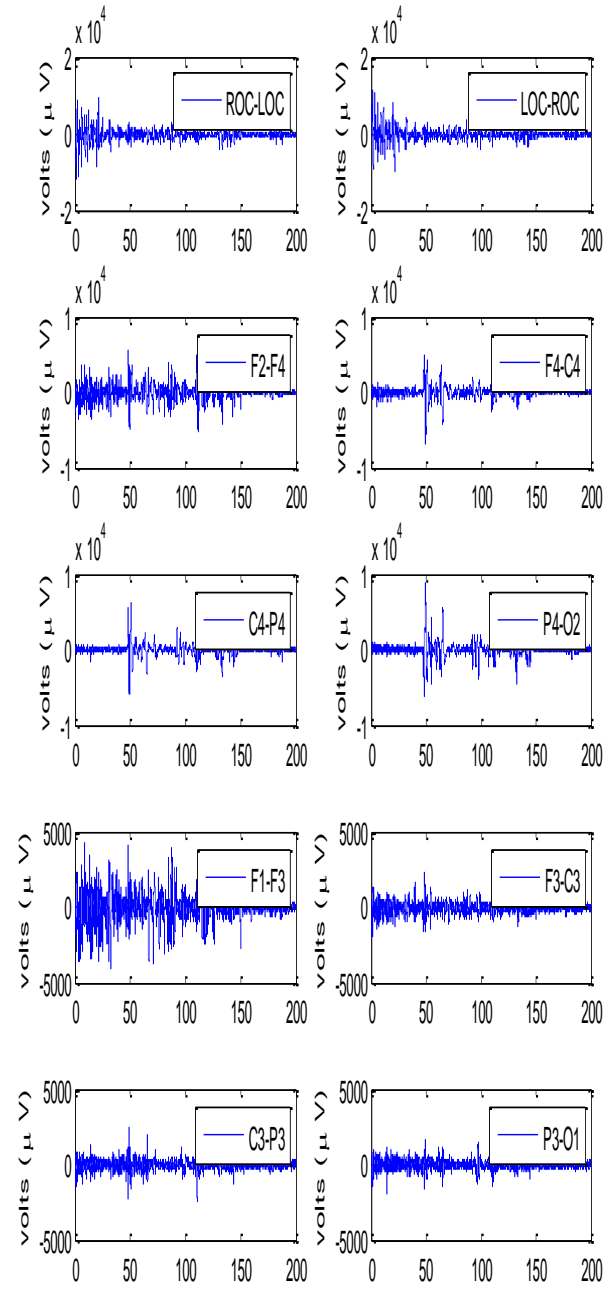 x 10^4 x 10^4
2 2
volts ( μ V) volts ( μ V)
ROC-LOC LOC-ROC
0 0
-2 -2
0 50 100 150 200 0 50 100 150 200
x 10^4 x 10^4
1 1
volts ( μ V) volts ( μ V)
F2-F4 F4-C4
0 0
-1 -1
0 50 100 150 200 0 50 100 150 200
x 10^4 x 10^4
1 1
volts ( μ V) volts ( μ V)
C4-P4 P4-O2
0 0
-1 -1
0 50 100 150 200 0 50 100 150 200
5000 5000
volts ( μ V) volts ( μ V)
F1-F3 F3-C3
0 0
-5000 -5000
0 50 100 150 200 0 50 100 150 200
5000 5000
volts ( μ V) volts ( μ V)
C3-P3 P3-O1
0 0
-5000 -5000
0 50 100 150 200 0 50 100 150 200